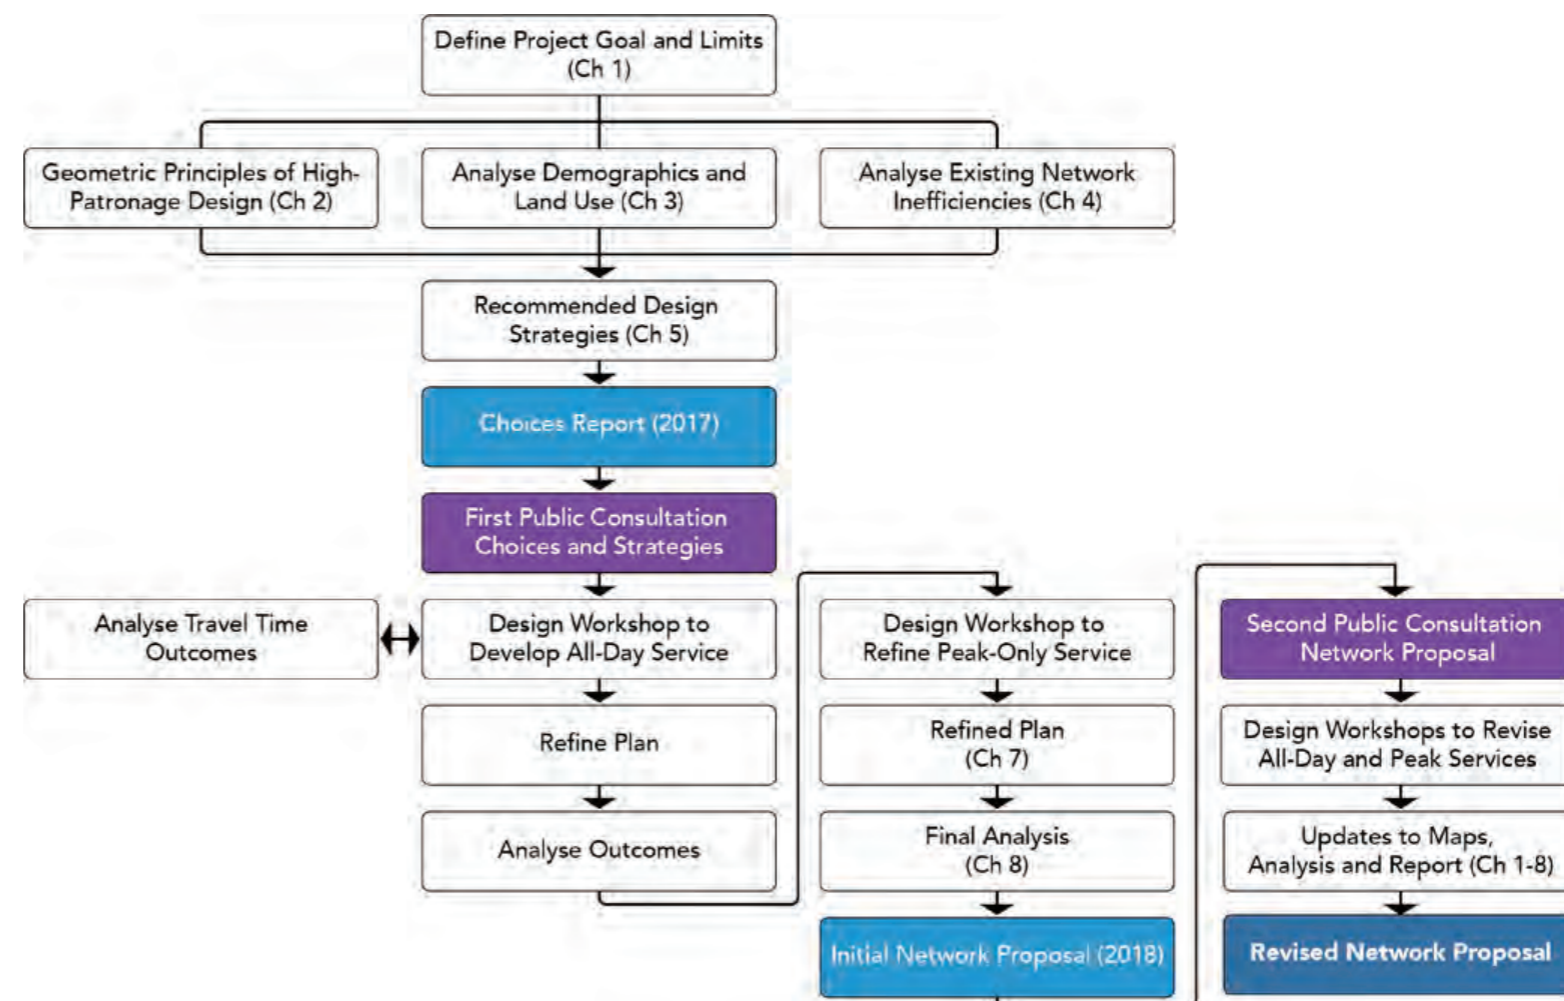 Define Project Goal and Limits
(Ch 1)
Geometric Principles of High-
Patronage Design (Ch 2)
Analyse Demographics and
Land Use (Ch 3)
Analyse Existing Network
Inefficiencies (Ch 4)
Recommended Design
Strategies (Ch 5)
Choices Report (2017)
First Public Consultation
Choices and Strategies
Analyse Travel Time
Outcomes
Design Workshop to
Develop All-Day Service
Refine Plan
Analyse Outcomes
Design Workshop to
Refine Peak-Only Service
Refined Plan
(Ch 7)
Final Analysis
(Ch 8)
Initial Network Proposal (2018)
Second Public Consultation
Network Proposal
Design Workshops to Revise
All-Day and Peak Services
Updates to Maps,
Analysis and Report (Ch 1-8)
Revised Network Proposal